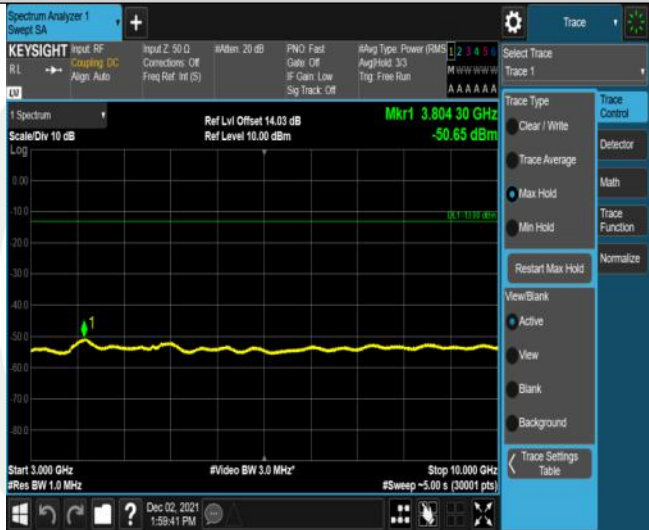 Spectrum Analyzer 1
Swept SA
Trace
KEYSIGHT
RL
Input: RF
Coupling: DC
Align: Auto
Input Z: 50 Ω
Corrections: Off
Freq Ref: Int (S)
#Atten: 20 dB
PNO: Fast
Gate: Off
IF Gain: Low
Sig Track: Off
#Avg Type: Power (RMS
Avg|Hold: 3/3
Trig: Free Run
1 2 3 4 5 6
M W W W W W
A A A A A A
LV
Select Trace
Trace 1
1 Spectrum
Scale/Div 10 dB
Log
Ref Lvl Offset 14.03 dB
Ref Level 10.00 dBm
Mkr1 3.804 30 GHz
-50.65 dBm
0.00
-10.0
DL1 -13.00 dBm
-20.0
-30.0
-40.0
1
-50.0
-60.0
-70.0
-80.0
Start 3.000 GHz
#Res BW 1.0 MHz
#Video BW 3.0 MHz*
Stop 10.000 GHz
#Sweep ~5.00 s (30001 pts)
Trace Type
Clear / Write
Trace Average
Max Hold
Min Hold
Restart Max Hold
View/Blank
Active
View
Blank
Background
Trace Settings
Table
Trace
Control
Detector
Math
Trace
Function
Normalize
Dec 02, 2021
1:59:41 PM